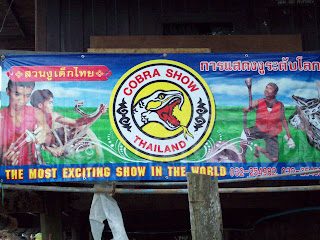 สวนงูเด็กไทย
การแสดงงูระดับโลก
COBRA SHOW
THAILAND
THE MOST EXCITING SHOW IN THE WORLD